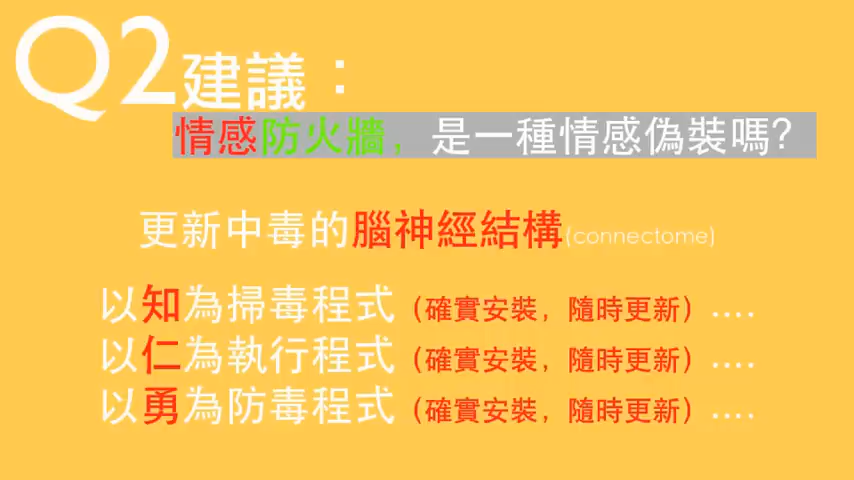 Q2建議：
情感防火牆，是一種情感偽裝嗎?
更新中毒的腦神經結構(connectome)
以知為掃毒程式（確實安裝，隨時更新）....
以仁為執行程式（確實安裝，隨時更新）....
以勇為防毒程式（確實安裝，隨時更新）....